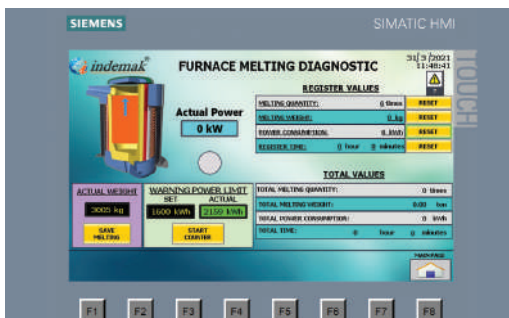 SIEMENS
SIMATIC HMI
TOUCH
indemak
FURNACE MELTING DIAGNOSTIC
31/3/2021
11:48:41
REGISTER VALUES
Actual Power
0 kW
MELTING QUANTITY: 0 times RESET
MELTING WEIGHT: 0 kg RESET
POWER CONSUMPTION: 0 kWh RESET
REGISTER TIME: 0 hour 0 minutes RESET
TOTAL VALUES
ACTUAL WEIGHT
3005 kg
SAVE
MELTING
WARNING POWER LIMIT
SET ACTUAL
1600 kWh 2159 kWh
START
COUNTER
TOTAL MELTING QUANTITY: 0 times
TOTAL MELTING WEIGHT: 0.00 ton
TOTAL POWER CONSUMPTION: 0 kWh
TOTAL TIME: 0 hour 0 minutes
MAIN PAGE
F1 F2 F3 F4 F5 F6 F7 F8